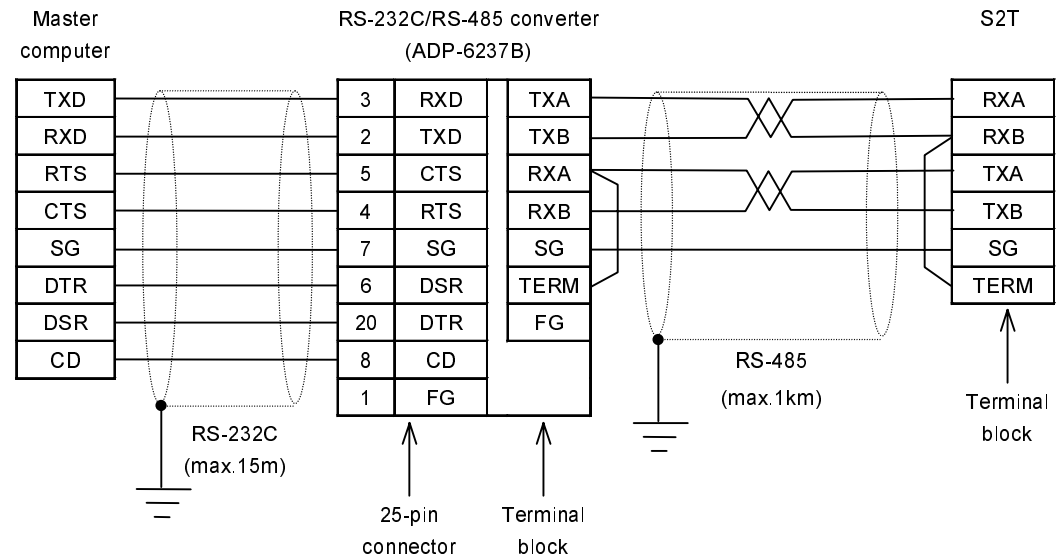 Master
computer
RS-232C/RS-485 converter
(ADP-6237B)
S2T
TXD 3 RXD TXA RXA
RXD 2 TXD TXB RXB
RTS 5 CTS RXA TXA
CTS 4 RTS RXB TXB
SG 7 SG SG SG
DTR 6 DSR TERM TERM
DSR 20 DTR FG
CD 8 CD
1 FG
RS-232C
(max.15m)
RS-485
(max.1km)
25-pin
connector
Terminal
block
Terminal
block